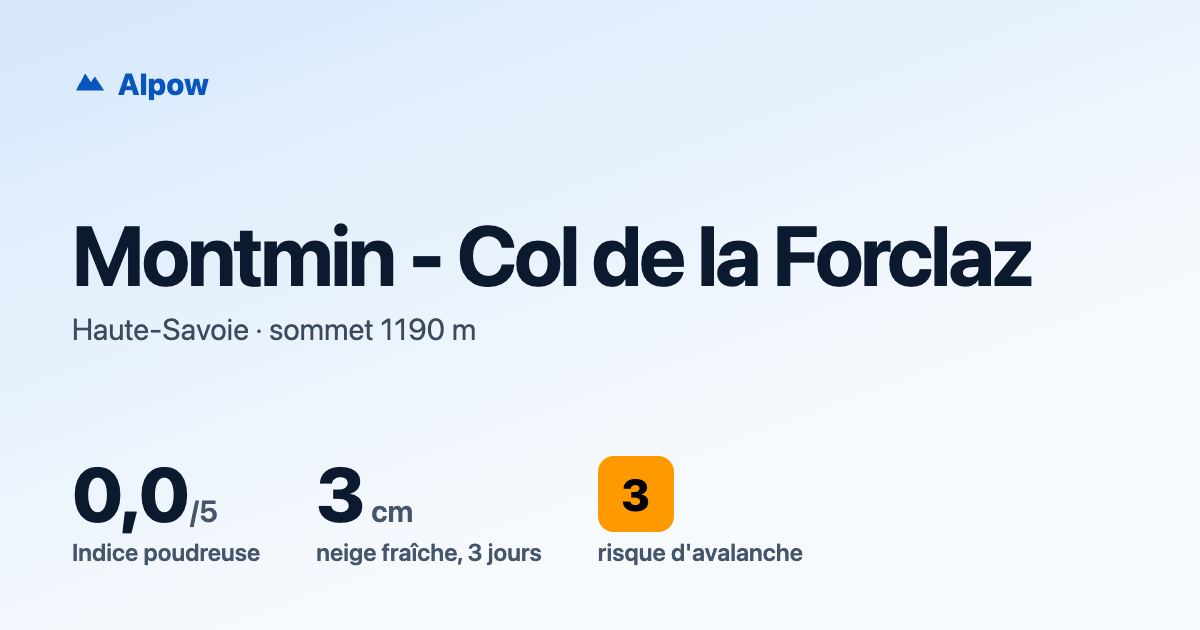 Alpow
Montmin - Col de la Forclaz
Haute-Savoie · sommet 1190 m
0,0/5
Indice poudreuse
3 cm
neige fraîche, 3 jours
3
risque d'avalanche